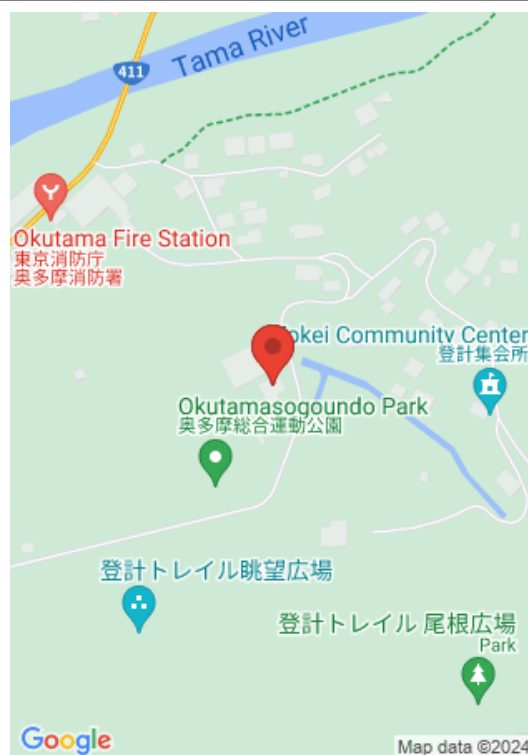 Tama River
411
Okutama Fire Station
東京消防庁
奥多摩消防署
Tokei Community Center
登計集会所
Okutamasogoundo Park
奥多摩総合運動公園
登計トレイル眺望広場
登計トレイル 尾根広場
Park
Google
Map data ©2024